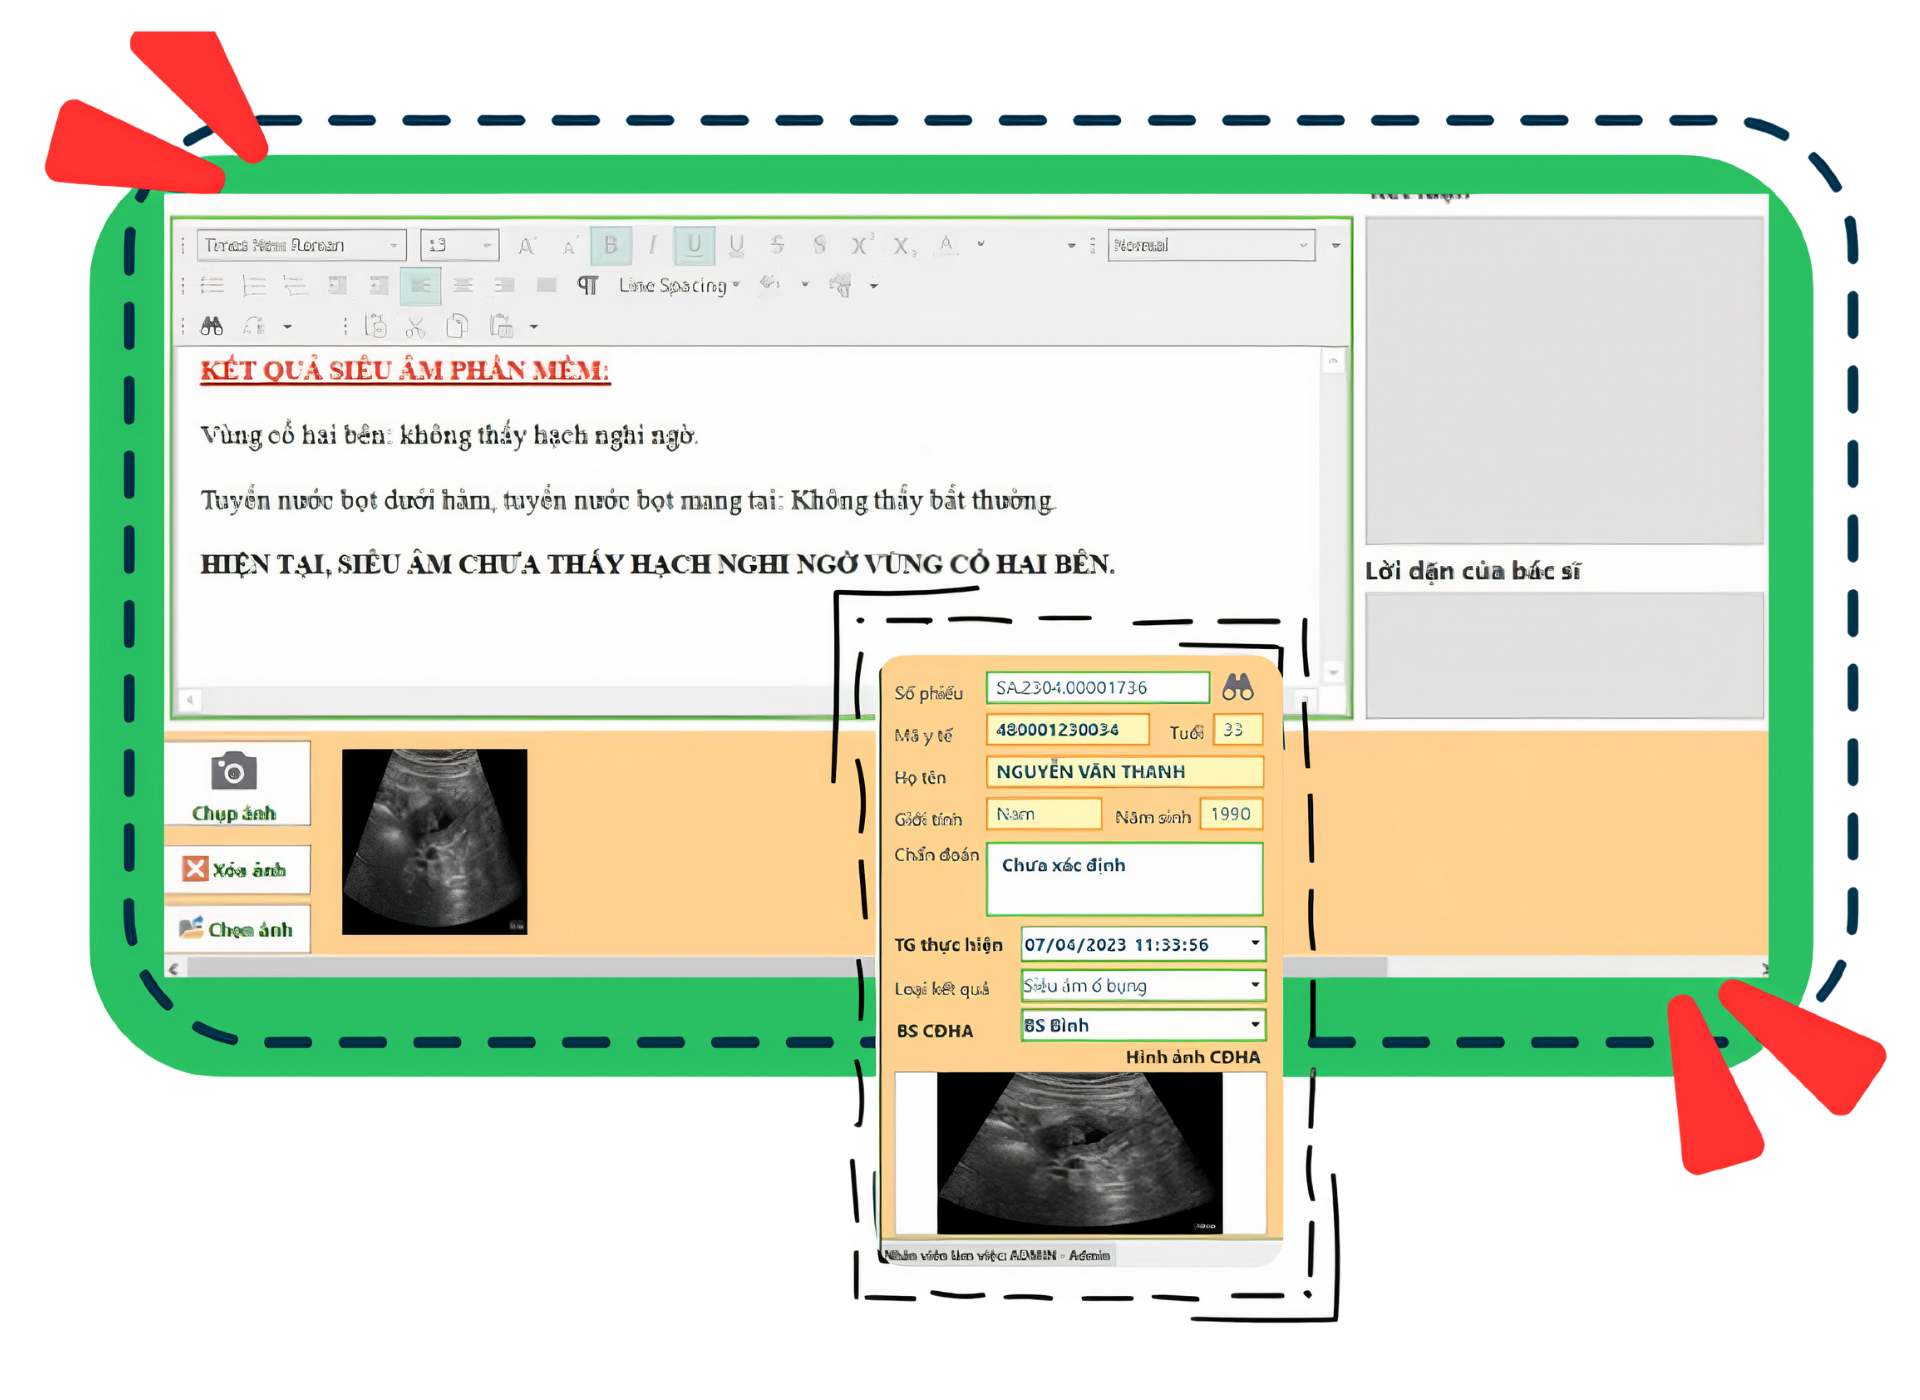 Times New Roman 13 Normal
Line Spacing
KẾT QUẢ SIÊU ÂM PHẦN MỀM:
Vùng cổ hai bên: không thấy hạch nghi ngờ.
Tuyến nước bọt dưới hàm, tuyến nước bọt mang tai: Không thấy bất thường.
HIỆN TẠI, SIÊU ÂM CHƯA THẤY HẠCH NGHI NGỜ VÙNG CỔ HAI BÊN.
Lời dặn của bác sĩ
Chụp ảnh
Xóa ảnh
Chọn ảnh
Số phiếu SA.2304.00001736
Mã y tế 480001230034 Tuổi 33
Họ tên NGUYỄN VĂN THANH
Giới tính Nam Năm sinh 1990
Chẩn đoán Chưa xác định
TG thực hiện 07/04/2023 11:33:56
Loại kết quả Siêu âm ổ bụng
BS CĐHA BS Bình
Hình ảnh CĐHA
Nhân viên làm việc: ADMIN - Admin